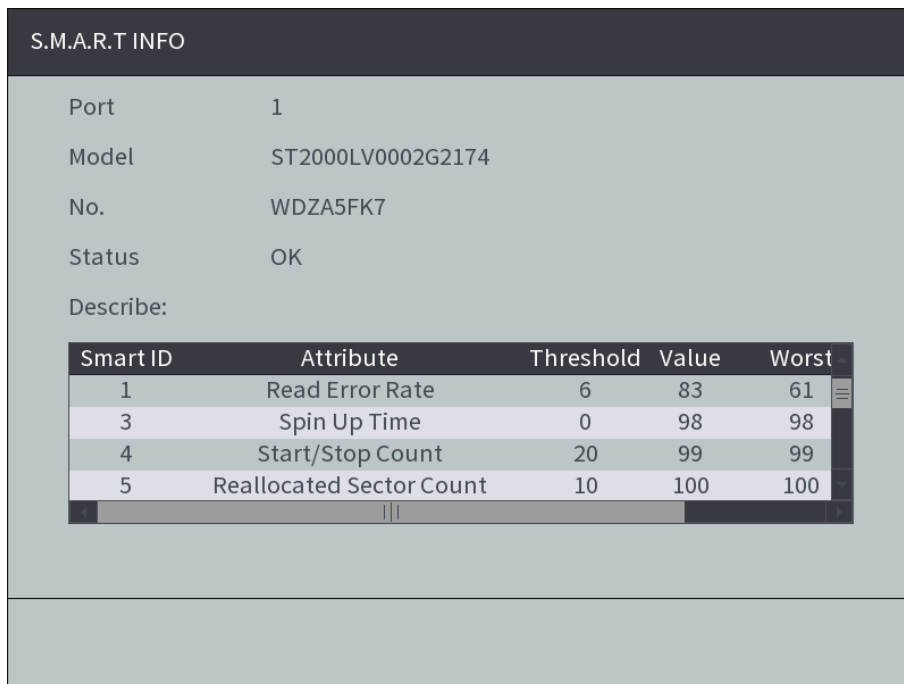 S.M.A.R.T INFO
Port 1
Model ST2000LV0002G2174
No. WDZA5FK7
Status OK
Describe:
Smart ID Attribute Threshold Value Worst
1 Read Error Rate 6 83 61
3 Spin Up Time 0 98 98
4 Start/Stop Count 20 99 99
5 Reallocated Sector Count 10 100 100